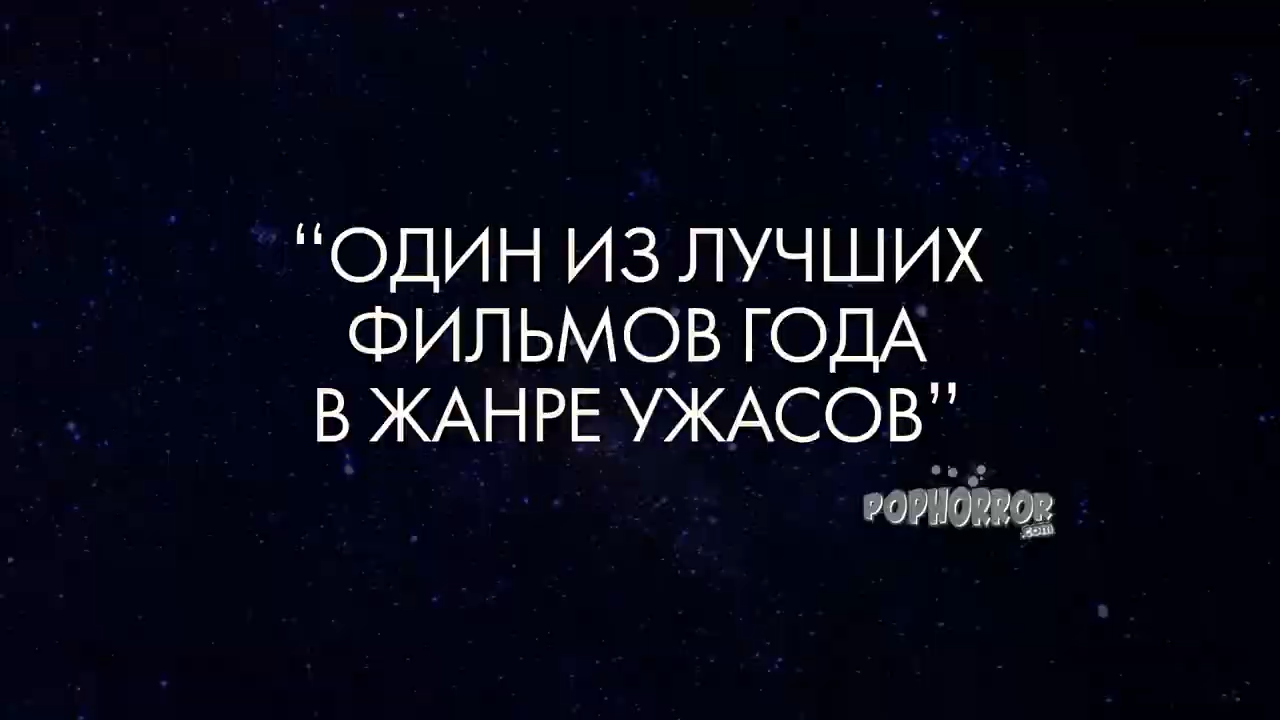 “ОДИН ИЗ ЛУЧШИХ
ФИЛЬМОВ ГОДА
В ЖАНРЕ УЖАСОВ”
POPHORROR
.com